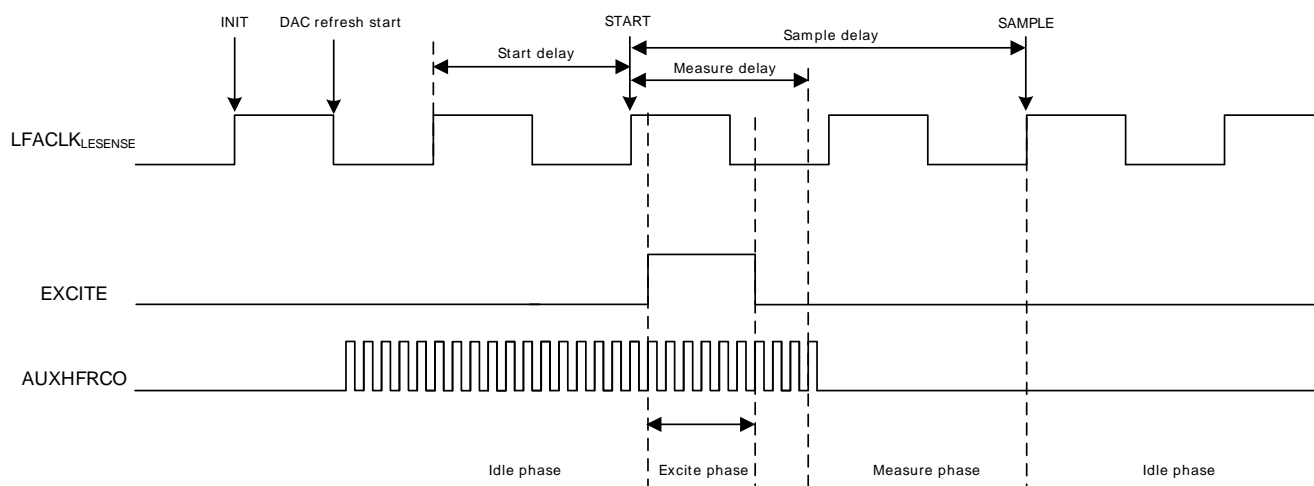 INIT DAC refresh start START SAMPLE
Start delay Sample delay
Measure delay
LFACLKLESENSE
EXCITE
AUXHFRCO
Idle phase Excite phase Measure phase Idle phase